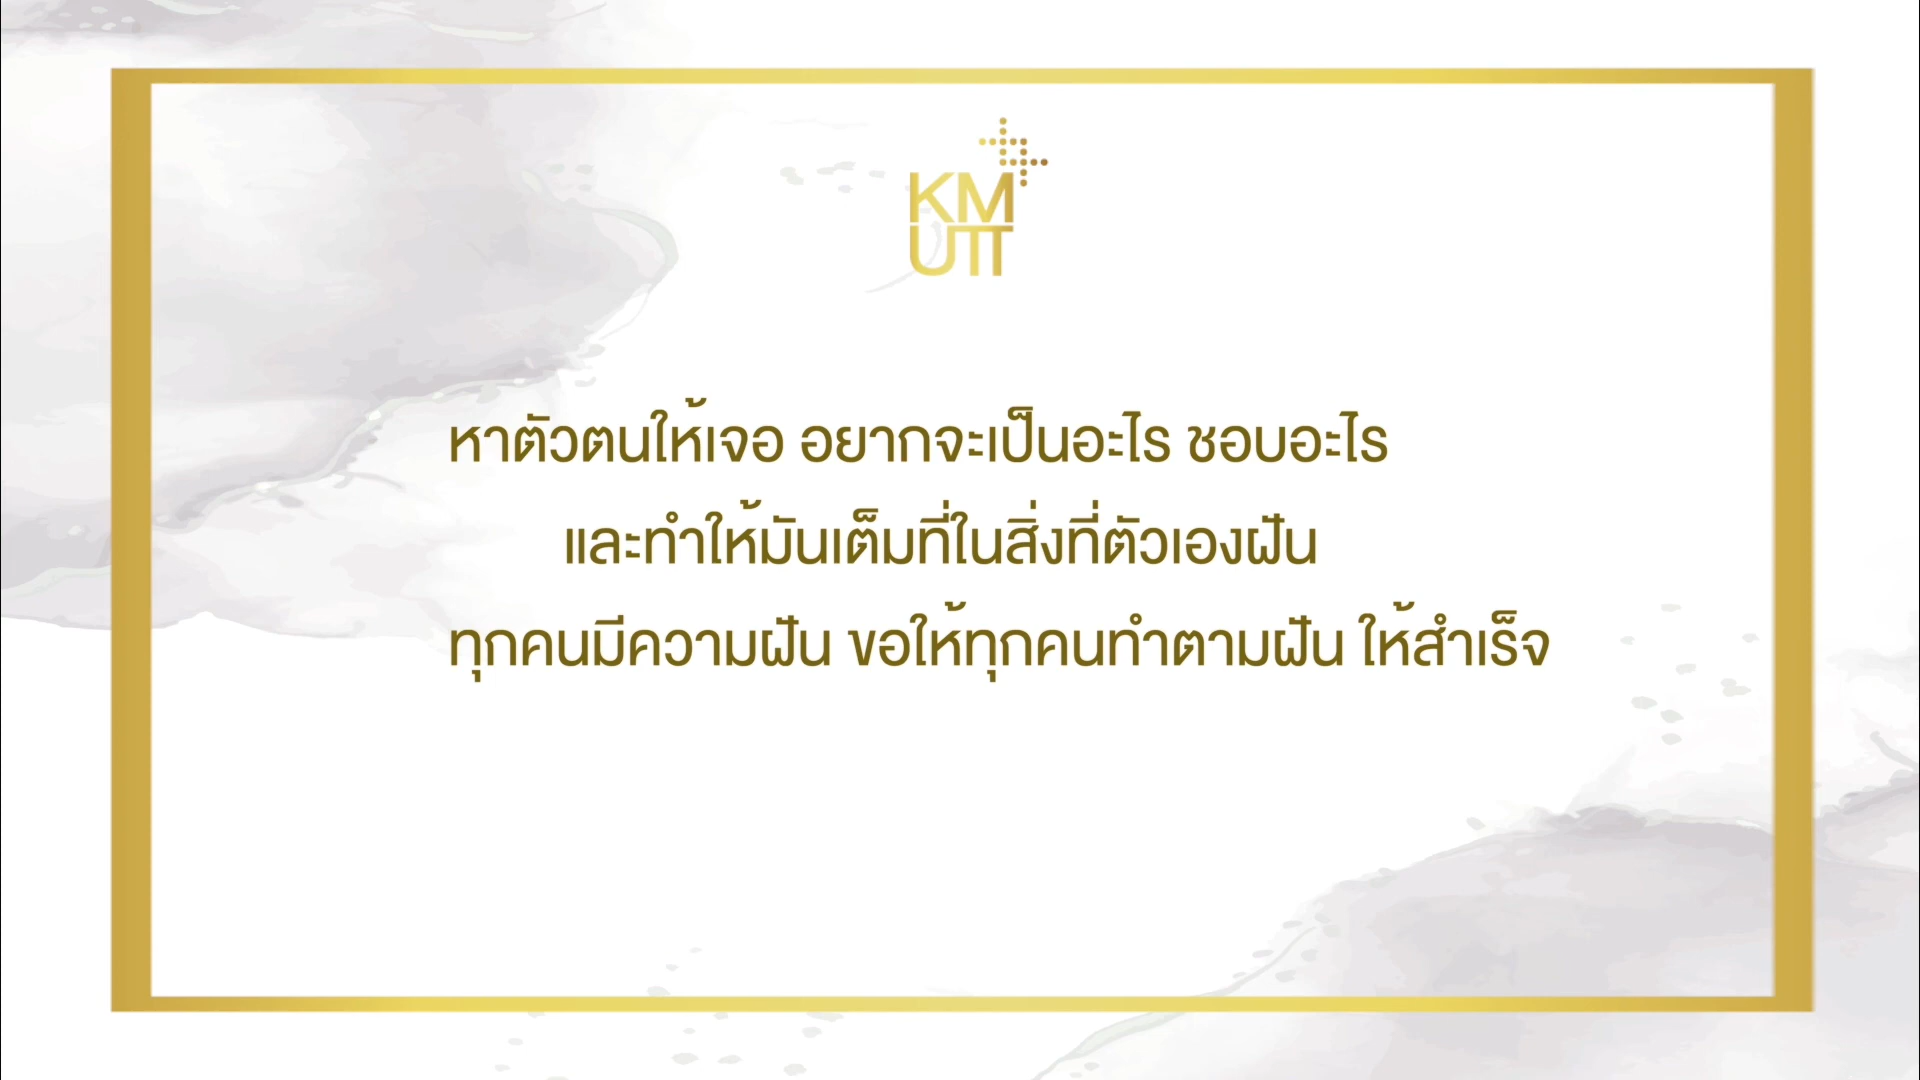 KM
UTT
หาตัวตนให้เจอ อยากจะเป็นอะไร ชอบอะไร
และทำให้มันเต็มที่ในสิ่งที่ตัวเองฝัน
ทุกคนมีความฝัน ขอให้ทุกคนทำตามฝัน ให้สำเร็จ